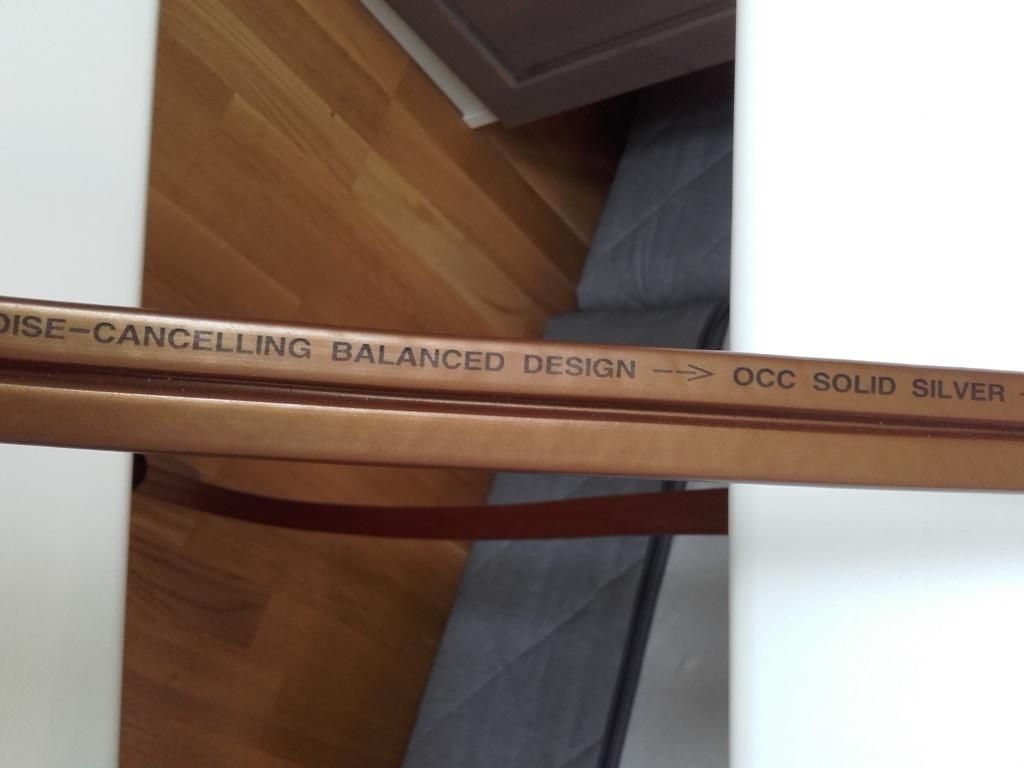 OISE-CANCELLING BALANCED DESIGN --> OCC SOLID SILVER -